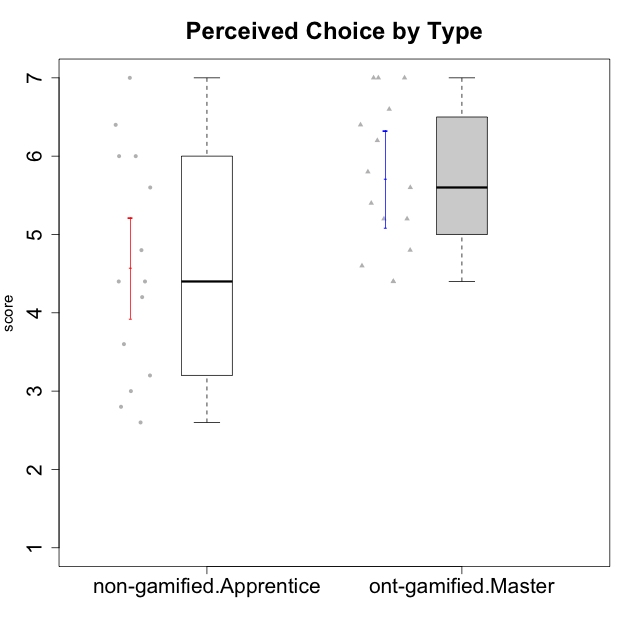 Perceived Choice by Type
7
6
5
4
3
2
1
score
non-gamified.Apprentice
ont-gamified.Master